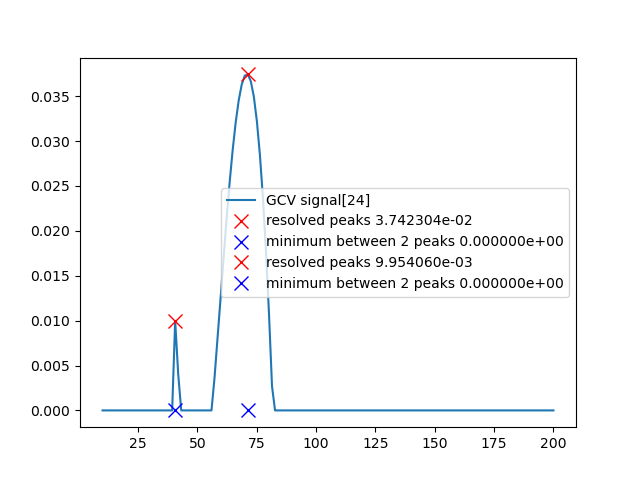 0.035
0.030
0.025
0.020
0.015
0.010
0.005
0.000
GCV signal[24]
resolved peaks 3.742304e-02
minimum between 2 peaks 0.000000e+00
resolved peaks 9.954060e-03
minimum between 2 peaks 0.000000e+00
25 50 75 100 125 150 175 200